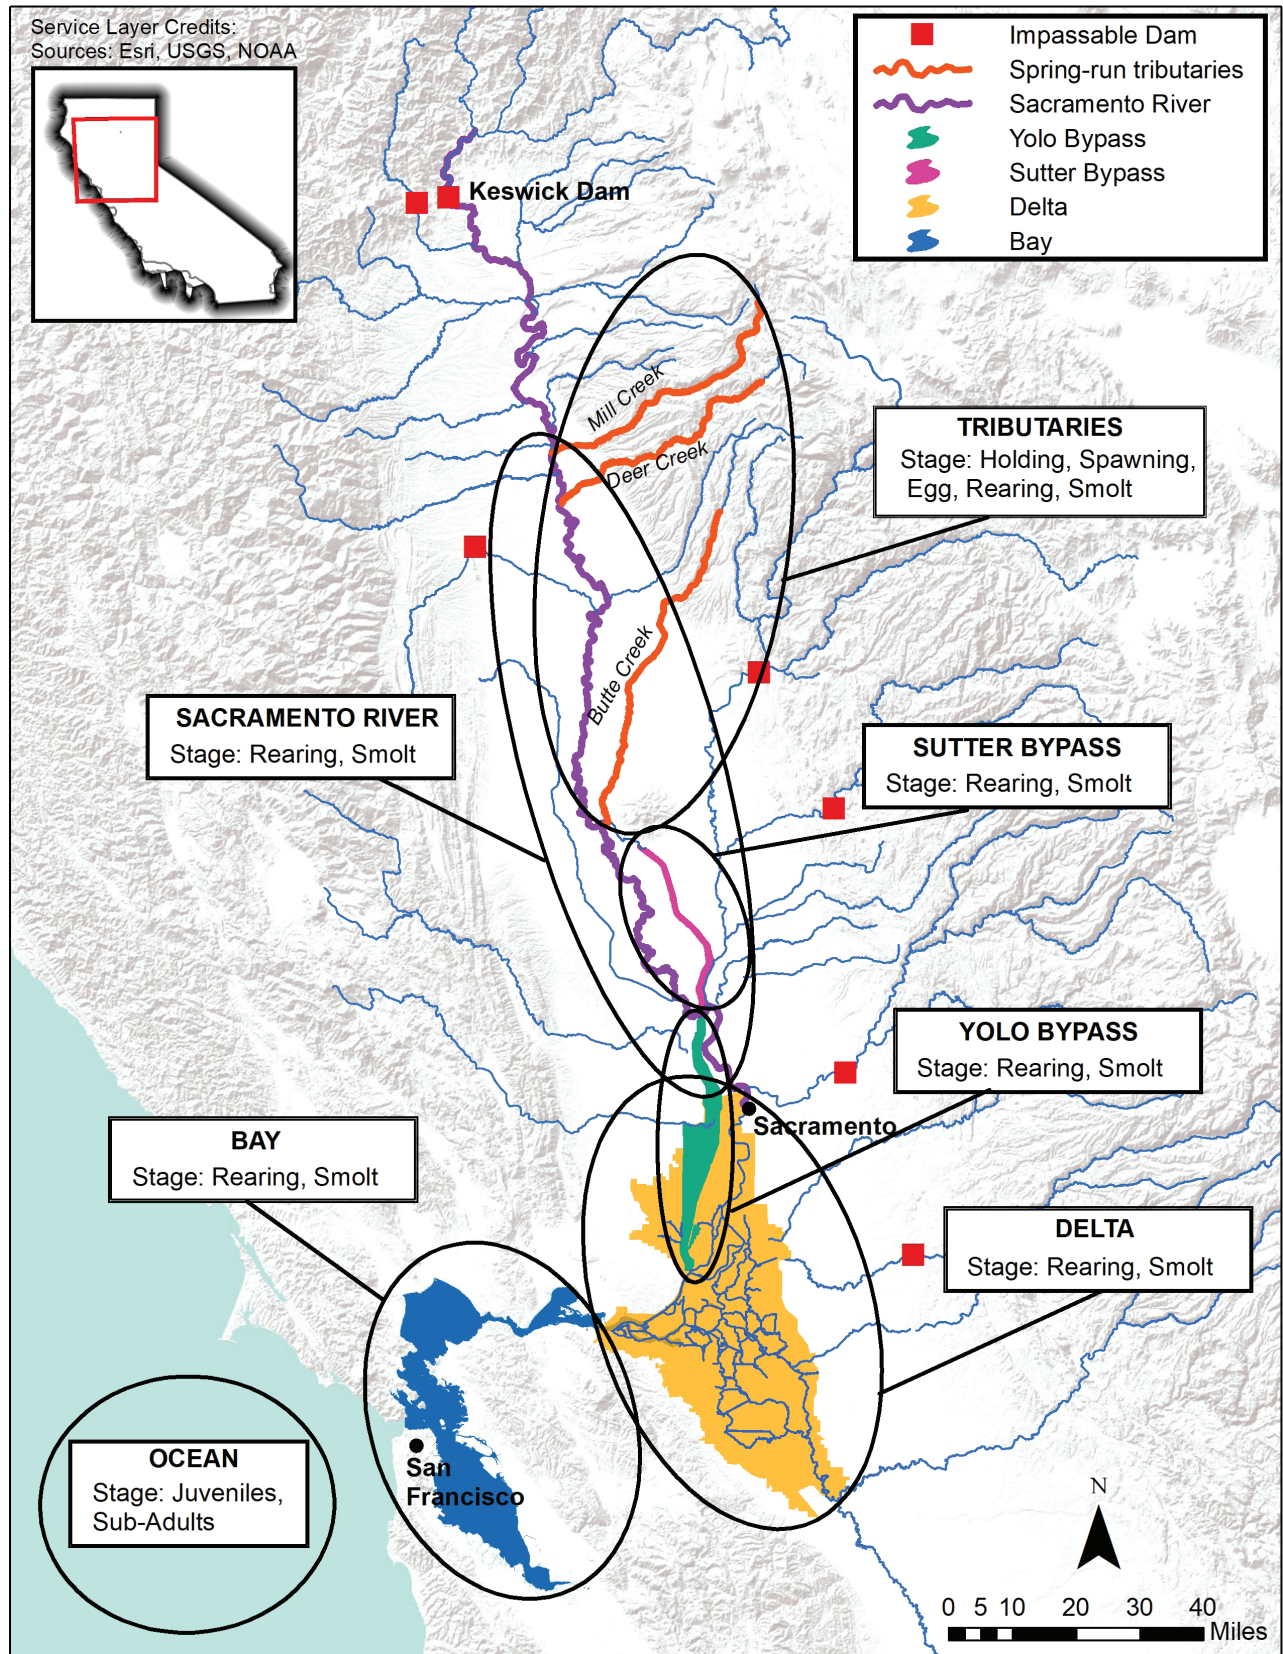 Service Layer Credits:
Sources: Esri, USGS, NOAA
Impassable Dam
Spring-run tributaries
Sacramento River
Yolo Bypass
Sutter Bypass
Delta
Bay
Keswick Dam
Mill Creek
Deer Creek
Butte Creek
TRIBUTARIES
Stage: Holding, Spawning,
Egg, Rearing, Smolt
SACRAMENTO RIVER
Stage: Rearing, Smolt
SUTTER BYPASS
Stage: Rearing, Smolt
YOLO BYPASS
Stage: Rearing, Smolt
Sacramento
BAY
Stage: Rearing, Smolt
DELTA
Stage: Rearing, Smolt
OCEAN
Stage: Juveniles,
Sub-Adults
San
Francisco
N
0 5 10 20 30 40
Miles